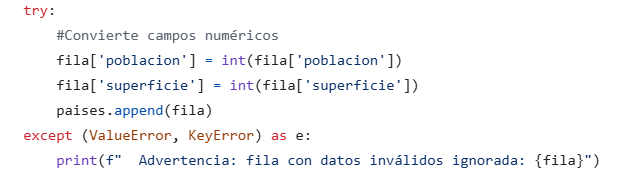 try:
    #Convierte campos numéricos
    fila['poblacion'] = int(fila['poblacion'])
    fila['superficie'] = int(fila['superficie'])
    paises.append(fila)
except (ValueError, KeyError) as e:
    print(f"  Advertencia: fila con datos inválidos ignorada: {fila}")